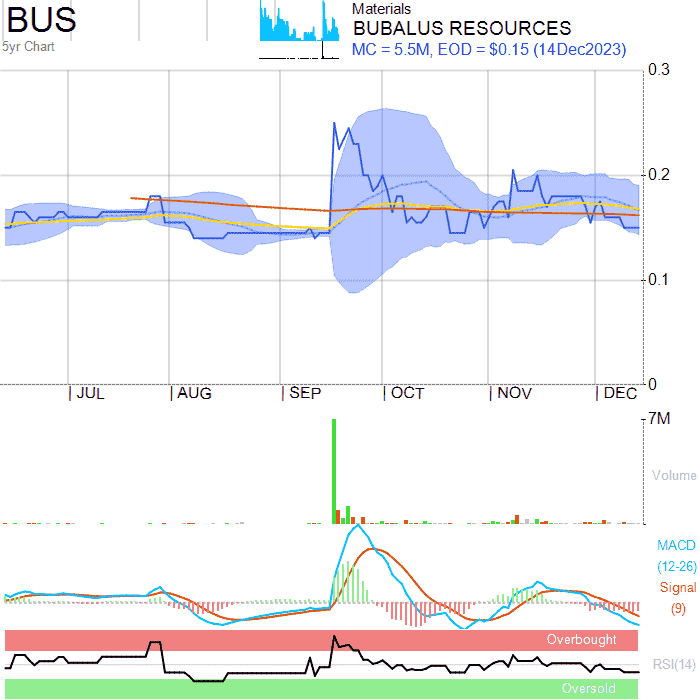 BUS
5yr Chart
Materials
BUBALUS RESOURCES
MC = 5.5M, EOD = $0.15 (14Dec2023)
0.3
0.2
0.1
0
JUL AUG SEP OCT NOV DEC
7M
Volume
MACD
(12-26)
Signal
(9)
Overbought
RSI(14)
Oversold